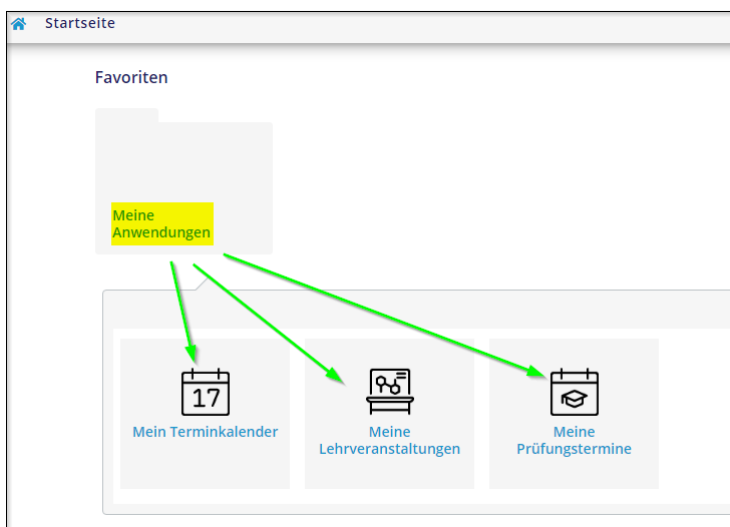 Startseite
Favoriten
Meine
Anwendungen
17
Mein Terminkalender
Meine
Lehrveranstaltungen
Meine
Prüfungstermine